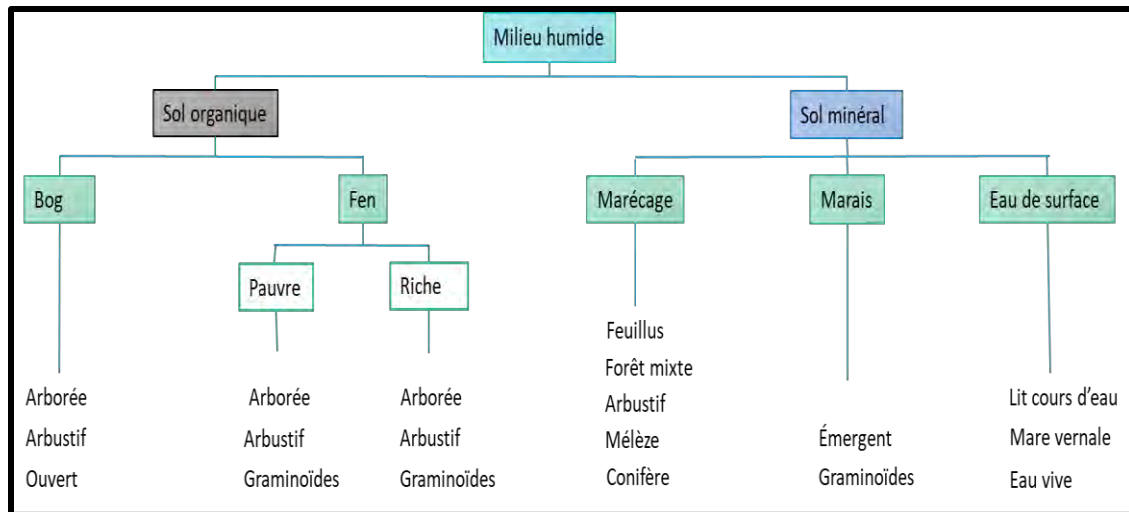 Milieu humide
Sol organique
Sol minéral
Bog
Fen
Marécage
Marais
Eau de surface
Pauvre
Riche
Arborée
Arbustif
Ouvert
Arborée
Arbustif
Graminoïdes
Arborée
Arbustif
Graminoïdes
Feuillus
Forêt mixte
Arbustif
Mélèze
Conifère
Émergent
Graminoïdes
Lit cours d'eau
Mare vernale
Eau vive